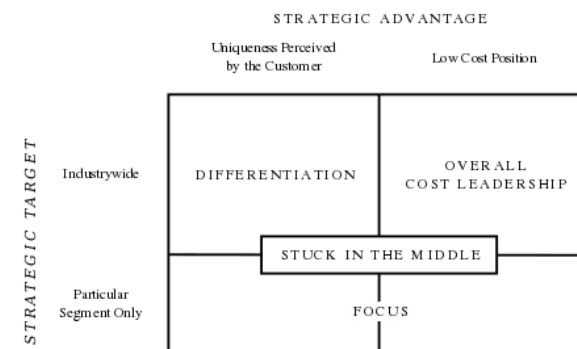 STRATEGIC ADVANTAGE
Uniqueness Perceived
by the Customer
Low Cost Position
STRATEGIC TARGET
Industrywide
DIFFERENTIATION
OVERALL
COST LEADERSHIP
STUCK IN THE MIDDLE
Particular
Segment Only
FOCUS